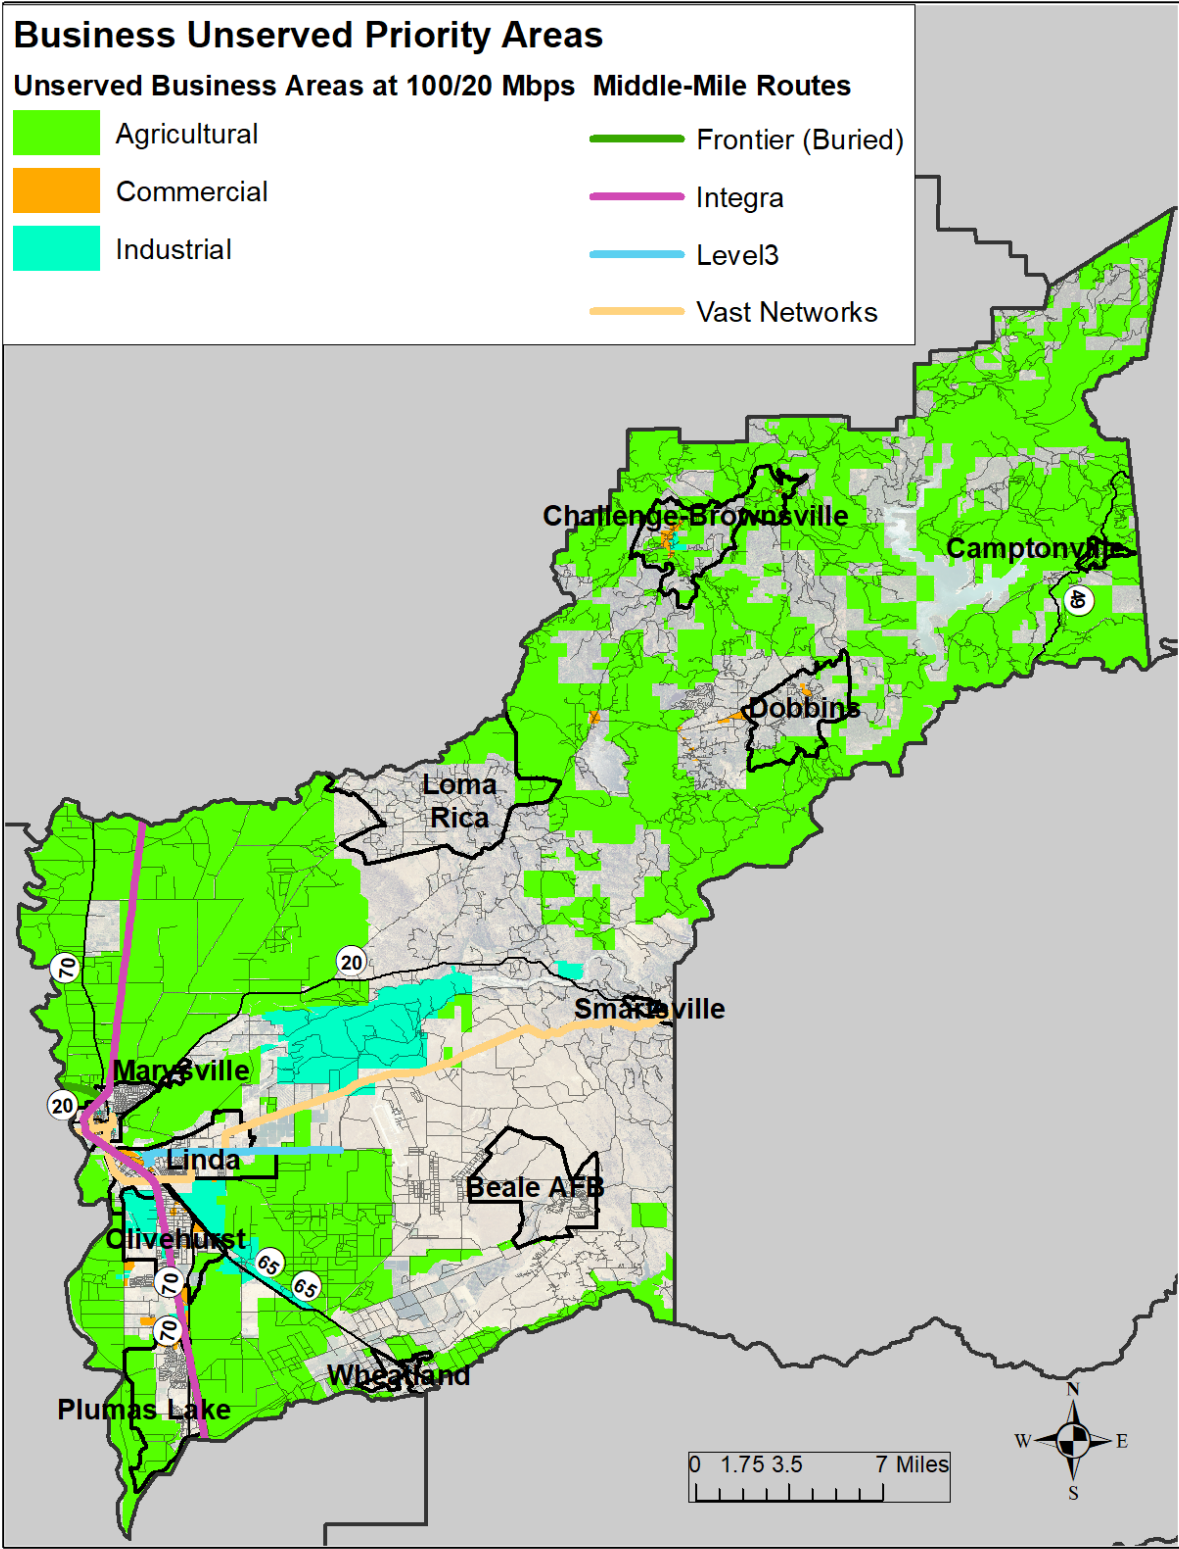 Business Unserved Priority Areas
Unserved Business Areas at 100/20 Mbps Middle-Mile Routes
Agricultural
Commercial
Industrial
Frontier (Buried)
Integra
Level3
Vast Networks
Challenge-Brownsville
Camptonville
49
Dobbins
Loma
Rica
70
20
Smartsville
Marysville
20
Linda
Beale AFB
Olivehurst
65
65
70
70
Wheatland
Plumas Lake
N
W E
S
0 1.75 3.5 7 Miles